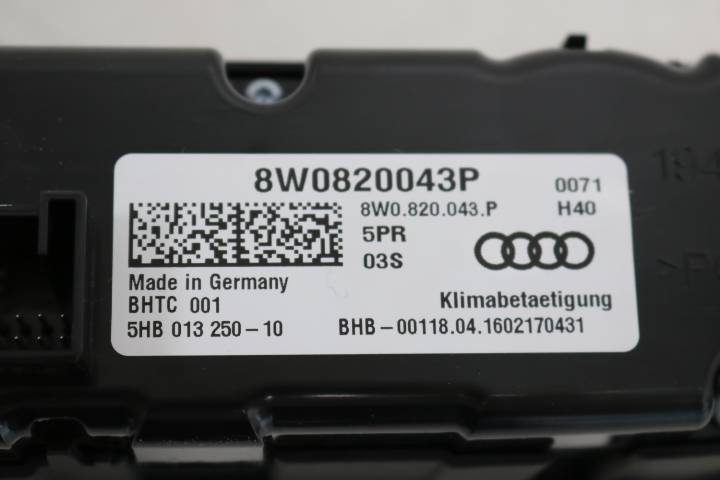 8W0820043P
0071
8W0.820.043.P
H40
5PR
03S
Made in Germany
BHTC 001
Klimabetaetigung
5HB 013 250-10
BHB-00118.04.1602170431
194
>P